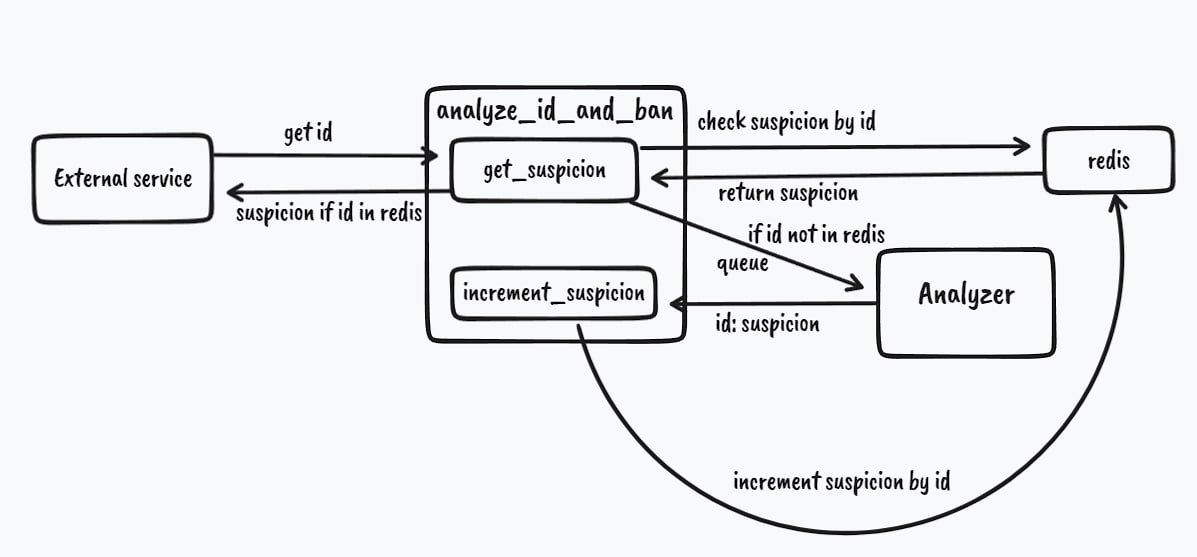 analyze_id_and_ban
get id
check suspicion by id
External service
get_suspicion
redis
suspicion if id in redis
return suspicion
if id not in redis
queue
increment_suspicion
Analyzer
id: suspicion
increment suspicion by id